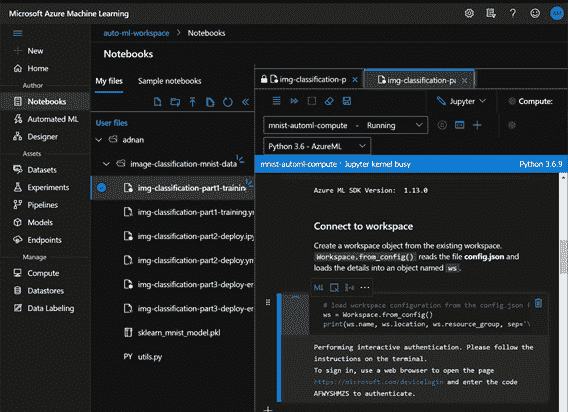 Microsoft Azure Machine Learning
auto-ml-workspace > Notebooks
New
Home
Author
Notebooks
Automated ML
Designer
Assets
Datasets
Experiments
Pipelines
Models
Endpoints
Manage
Compute
Datastores
Data Labeling
Notebooks
My files
Sample notebooks
User files
adnan
image-classification-mnist-data
img-classification-part1-training
img-classification-part1-training.ym
img-classification-part2-deploy.ipy
img-classification-part2-deploy.ym
img-classification-part3-deploy-en
img-classification-part3-deploy-en
sklearn_mnist_model.pkl
PY utils.py
img-classification-p
img-classification-pa
Jupyter
Compute:
mnist-automl-compute - Running
Python 3.6 - AzureML
mnist-automl-compute · Jupyter kernel busy
Python 3.6.9
Azure ML SDK Version: 1.13.0
Connect to workspace
Create a workspace object from the existing workspace.
Workspace.from_config() reads the file config.json and
loads the details into an object named ws.
# load workspace configuration from the config.json
ws = Workspace.from_config()
print(ws.name, ws.location, ws.resource_group, sep='\
Performing interactive authentication. Please follow the
instructions on the terminal.
To sign in, use a web browser to open the page
https://microsoft.com/devicelogin and enter the code
AFWYSHMZS to authenticate.